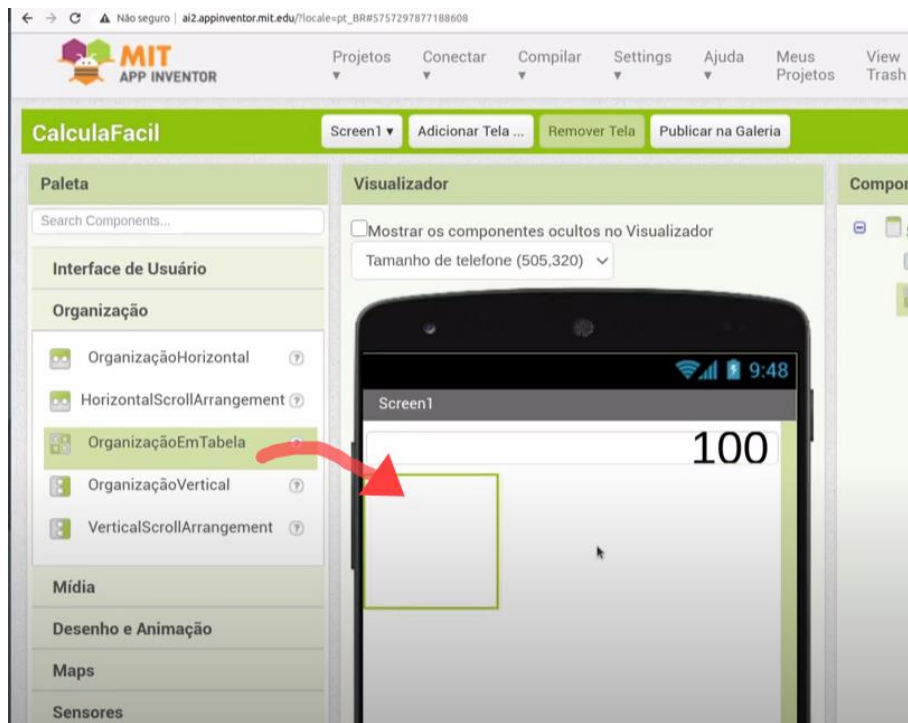 Não seguro | ai2.appinventor.mit.edu/?locale=pt_BR#5757297877188608
MIT
APP INVENTOR
Projetos
Conectar
Compilar
Settings
Ajuda
Meus
Projetos
View
Trash
CalculaFacil
Screen1
Adicionar Tela ...
Remover Tela
Publicar na Galeria
Paleta
Search Components...
Interface de Usuário
Organização
OrganizaçãoHorizontal
HorizontalScrollArrangement
OrganizaçãoEmTabela
OrganizaçãoVertical
VerticalScrollArrangement
Mídia
Desenho e Animação
Maps
Sensores
Visualizador
Mostrar os componentes ocultos no Visualizador
Tamanho de telefone (505,320)
9:48
Screen1
100
Compon